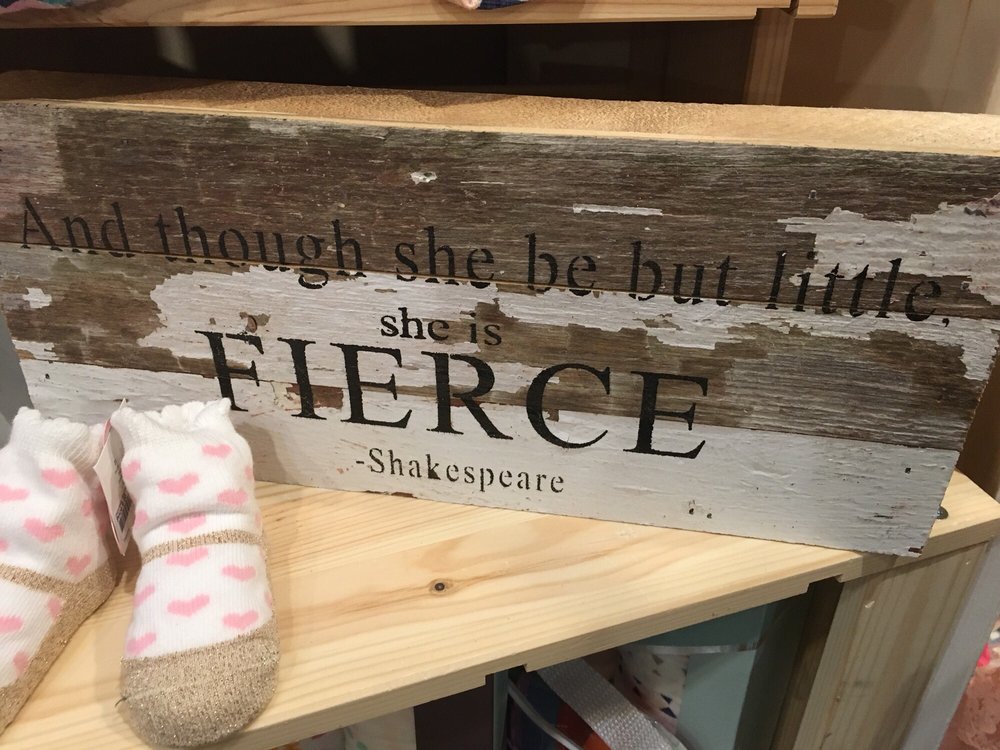 And though she be but little,
she is
FIERCE
-Shakespeare